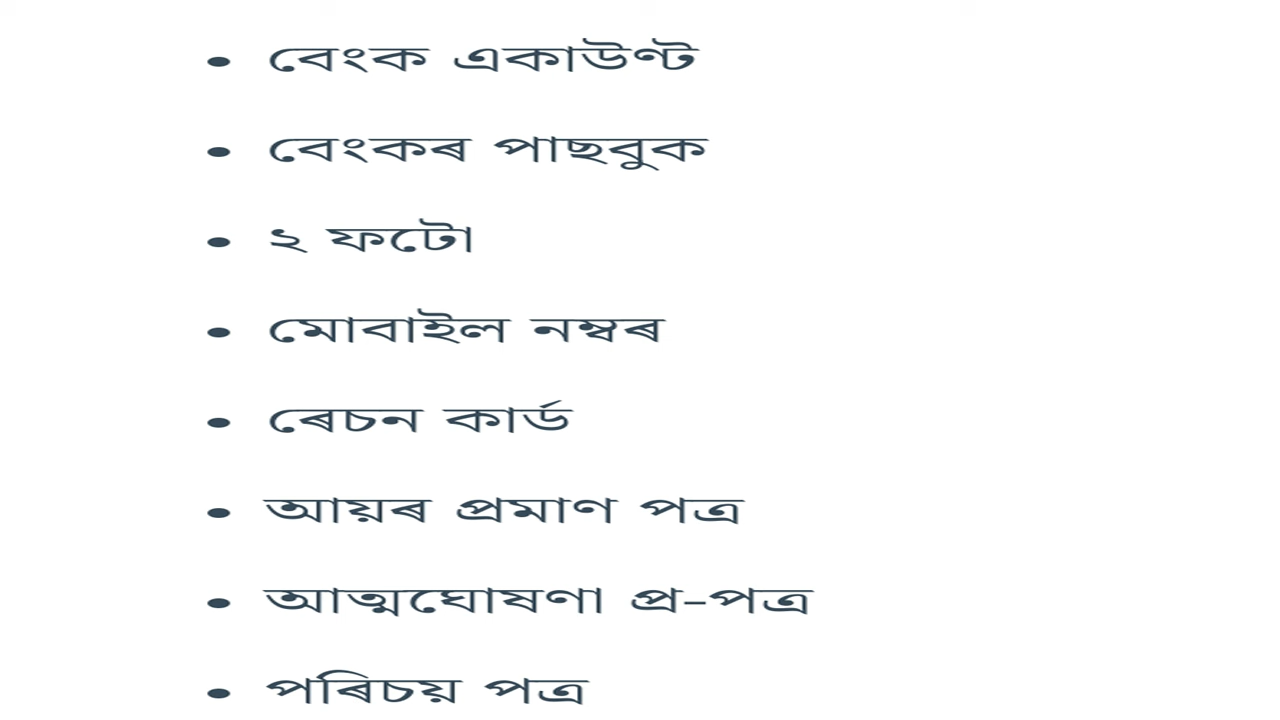 • বেংক একাউণ্ট
• বেংকৰ পাছবুক
• ২ ফটো
• মোবাইল নম্বৰ
• ৰেচন কাৰ্ড
• আয়ৰ প্ৰমাণ পত্ৰ
• আত্মঘোষণা প্ৰ-পত্ৰ
• পৰিচয় পত্ৰ